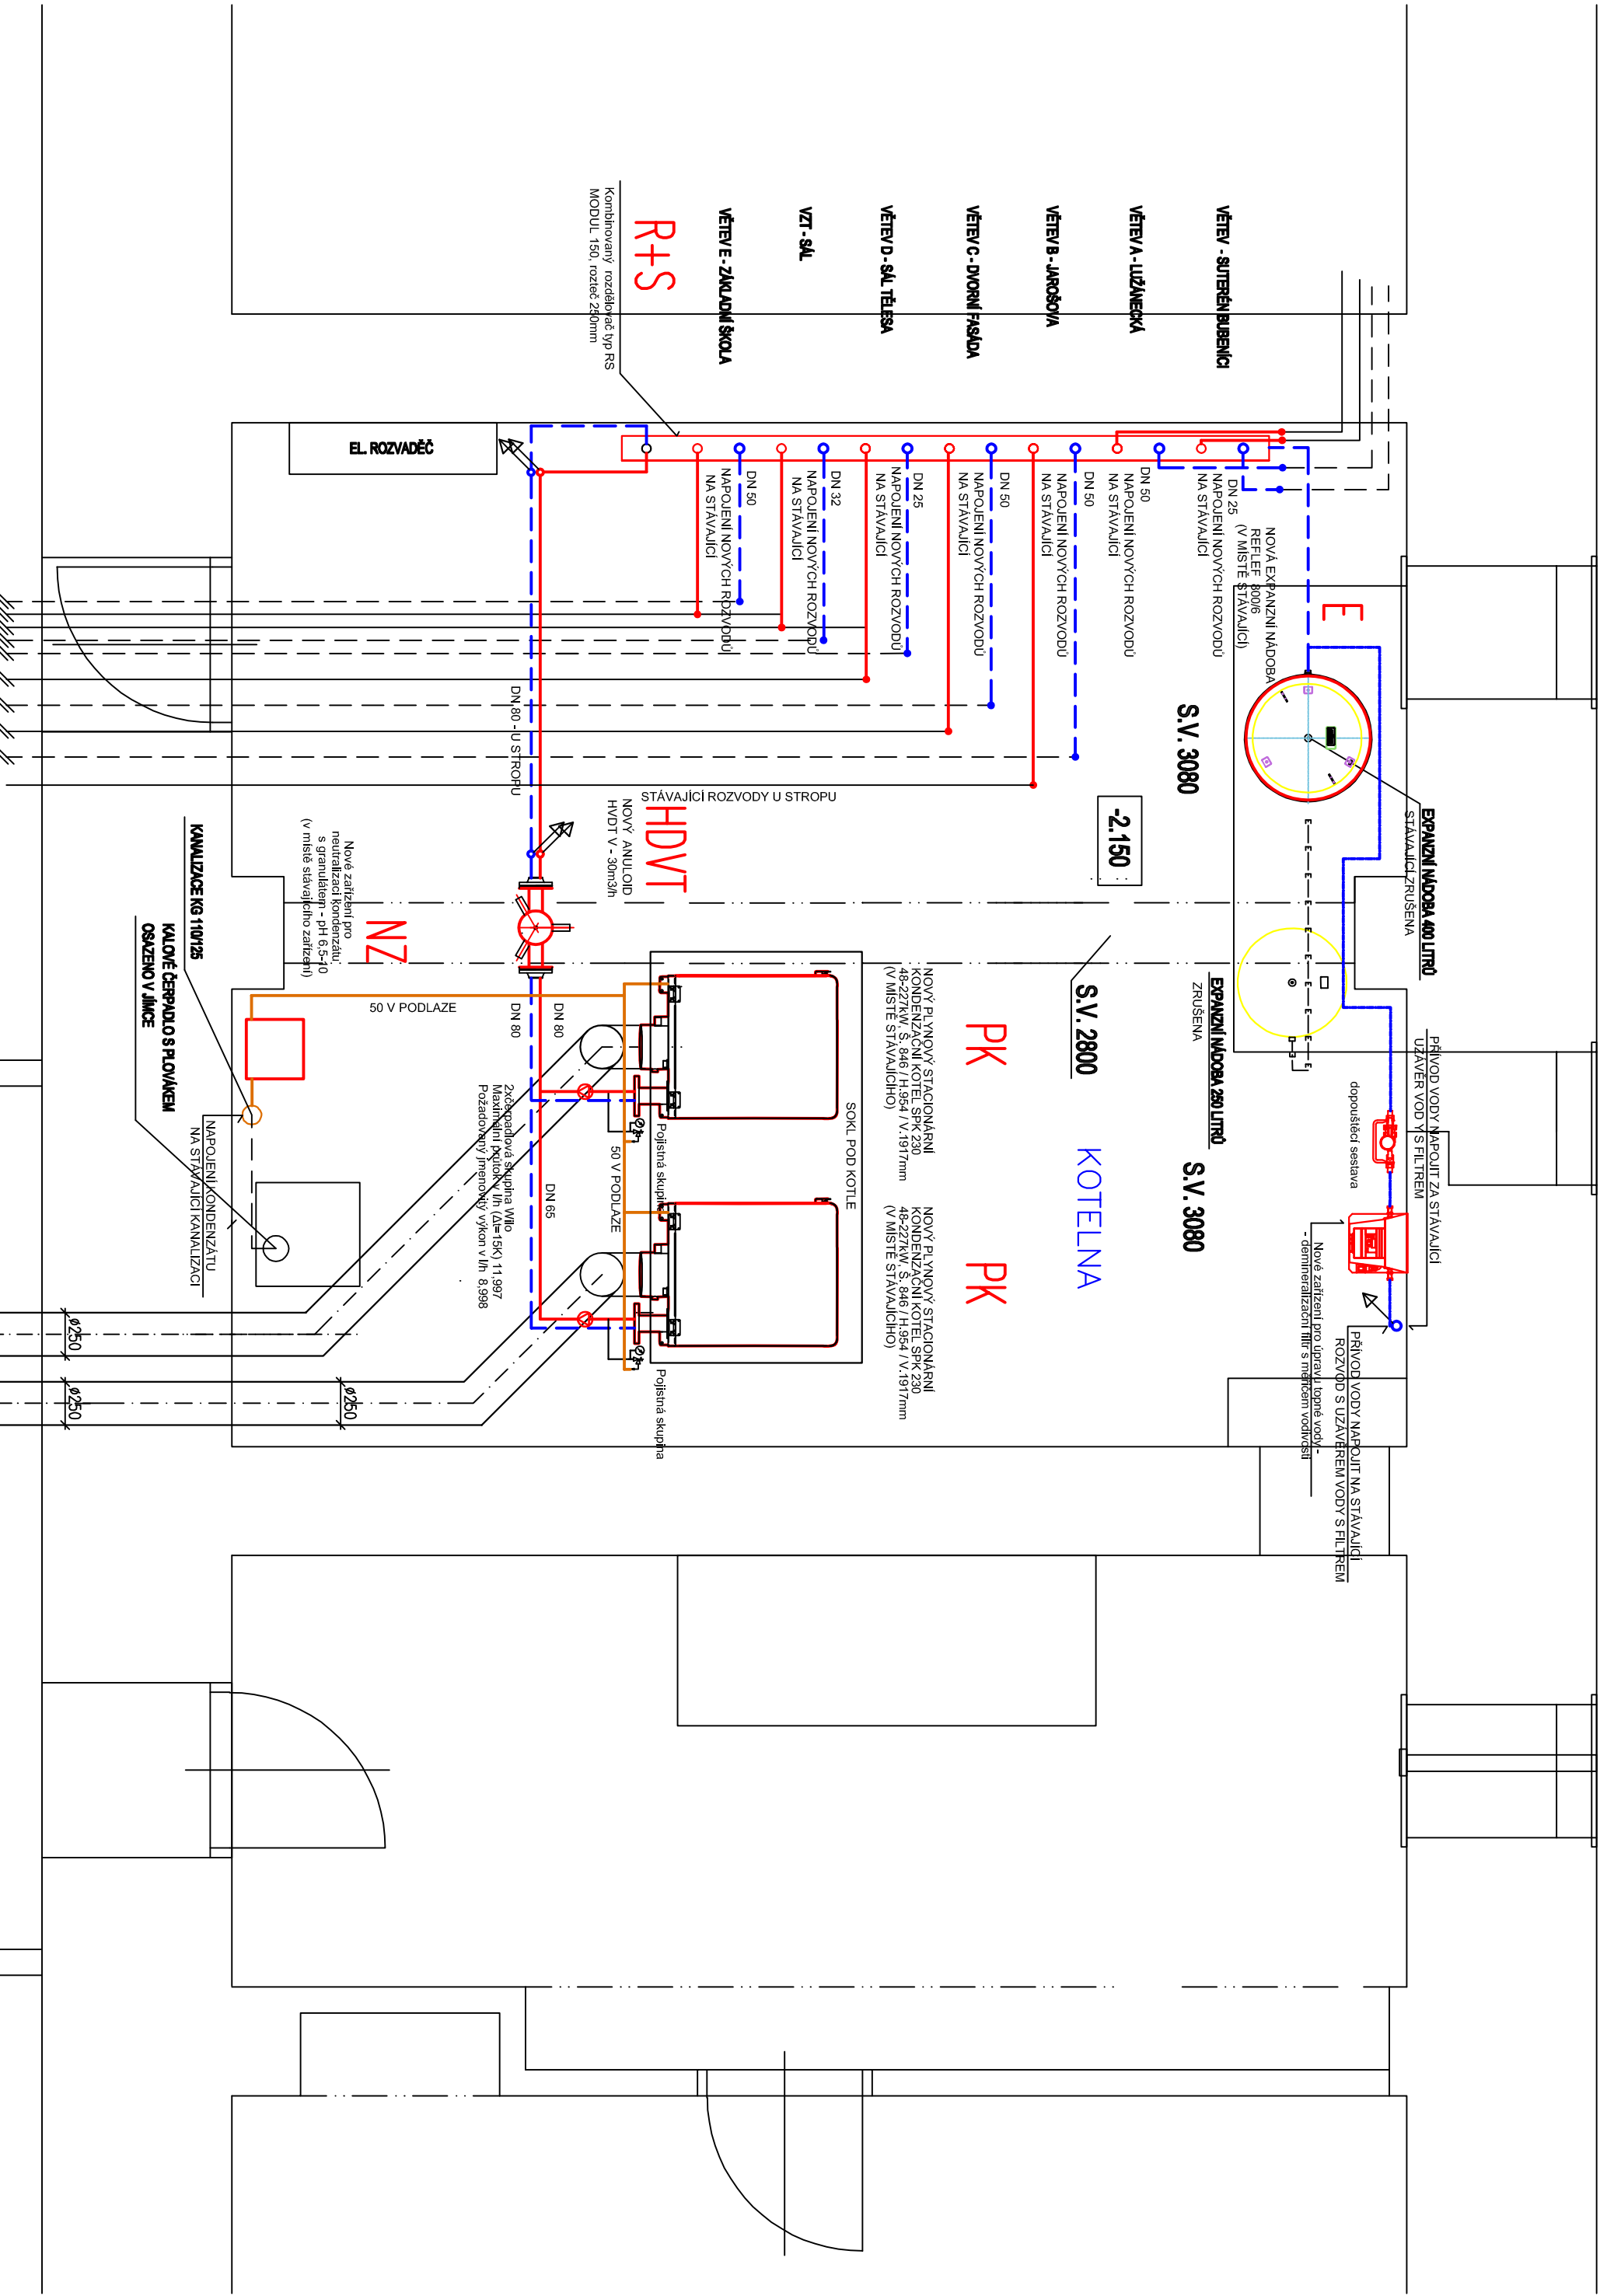 VĚTEV - SUTERÉN BUBENÍCI
VĚTEV A - LUŽÁNECKÁ
VĚTEV B - JAROŠOVA
VĚTEV C - DVORNÍ FASÁDA
VĚTEV D - SÁL TĚLESA
VZT - SÁL
VĚTEV E - ZÁKLADNÍ ŠKOLA
R+S
Kombinovaný rozdělovač typ RS
MODUL 150, rozteč 250mm
EL. ROZVADĚČ
DN 25
NAPOJENÍ NOVÝCH ROZVODŮ
NA STÁVAJÍCÍ
DN 50
NAPOJENÍ NOVÝCH ROZVODŮ
NA STÁVAJÍCÍ
DN 50
NAPOJENÍ NOVÝCH ROZVODŮ
NA STÁVAJÍCÍ
DN 50
NAPOJENÍ NOVÝCH ROZVODŮ
NA STÁVAJÍCÍ
DN 25
NAPOJENÍ NOVÝCH ROZVODŮ
NA STÁVAJÍCÍ
DN 32
NAPOJENÍ NOVÝCH ROZVODŮ
NA STÁVAJÍCÍ
DN 50
NAPOJENÍ NOVÝCH ROZVODŮ
NA STÁVAJÍCÍ
E
NOVÁ EXPANZNÍ NÁDOBA
REFLEF 800/6
(V MÍSTĚ STÁVAJÍCÍ)
S.V. 3080
-2.150
EXPANZNÍ NÁDOBA 400 LITRŮ
STÁVAJÍCÍ ZRUŠENA
DN 80 - U STROPU
STÁVAJÍCÍ ROZVODY U STROPU
HDVT
NOVÝ ANULOID
HVDT V - 30m3/h
NZ
Nové zařízení pro
neutralizaci kondenzátu
s granulátem - pH 6,5-10
(v místě stávajícího zařízení)
KANALIZACE KG 110/125
KALOVÉ ČERPADLO S PLOVÁKEM
OSAZENO V JÍMCE
50 V PODLAZE
DN 80
DN 80
NAPOJENÍ KONDENZÁTU
NA STÁVAJÍCÍ KANALIZACI
S.V. 2800
EXPANZNÍ NÁDOBA 250 LITRŮ
ZRUŠENA
PK
NOVÝ PLYNOVÝ STACIONÁRNÍ
KONDENZAČNÍ KOTEL SPK 230
48-227kW, Š. 846 / H.954 / V.1917mm
(V MÍSTĚ STÁVAJÍCÍHO)
SOKL POD KOTLE
KOTELNA
S.V. 3080
PK
NOVÝ PLYNOVÝ STACIONÁRNÍ
KONDENZAČNÍ KOTEL SPK 230
48-227kW, Š. 846 / H.954 / V.1917mm
(V MÍSTĚ STÁVAJÍCÍHO)
Pojistná skupina
50 V PODLAZE
DN 65
2xčerpadlová skupina Wilo
Maximální průtok v l/h (Δt=15K) 11,997
Požadovaný jmenovitý výkon v l/h 8,998
Pojistná skupina
PŘÍVOD VODY NAPOJIT ZA STÁVAJÍCÍ
UZÁVĚR VODY S FILTREM
dopouštěcí sestava
Nové zařízení pro úpravu topné vody -
- demineralizační filtr s měřičem vodivosti
PŘÍVOD VODY NAPOJIT NA STÁVAJÍCÍ
ROZVOD S UZÁVĚREM VODY S FILTREM
ø250
ø250
ø250